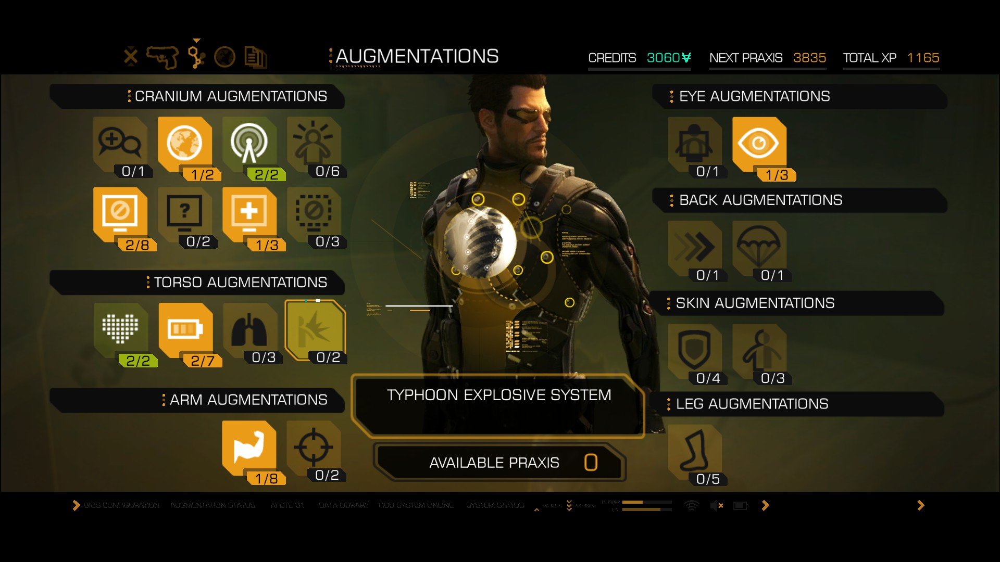 AUGMENTATIONS
CREDITS 3060
NEXT PRAXIS 3835
TOTAL XP 1165
CRANIUM AUGMENTATIONS
0/1 1/2 2/2 0/6
2/8 0/2 1/3 0/3
TORSO AUGMENTATIONS
2/2 2/7 0/3 0/2
ARM AUGMENTATIONS
1/8 0/2
TYPHOON EXPLOSIVE SYSTEM
AVAILABLE PRAXIS 0
EYE AUGMENTATIONS
0/1 1/3
BACK AUGMENTATIONS
0/1 0/1
SKIN AUGMENTATIONS
0/4 0/3
LEG AUGMENTATIONS
0/5
BIOS CONFIGURATION AUGMENTATION STATUS AFDTE 01 DATA LIBRARY HUD SYSTEM ONLINE SYSTEM STATUS